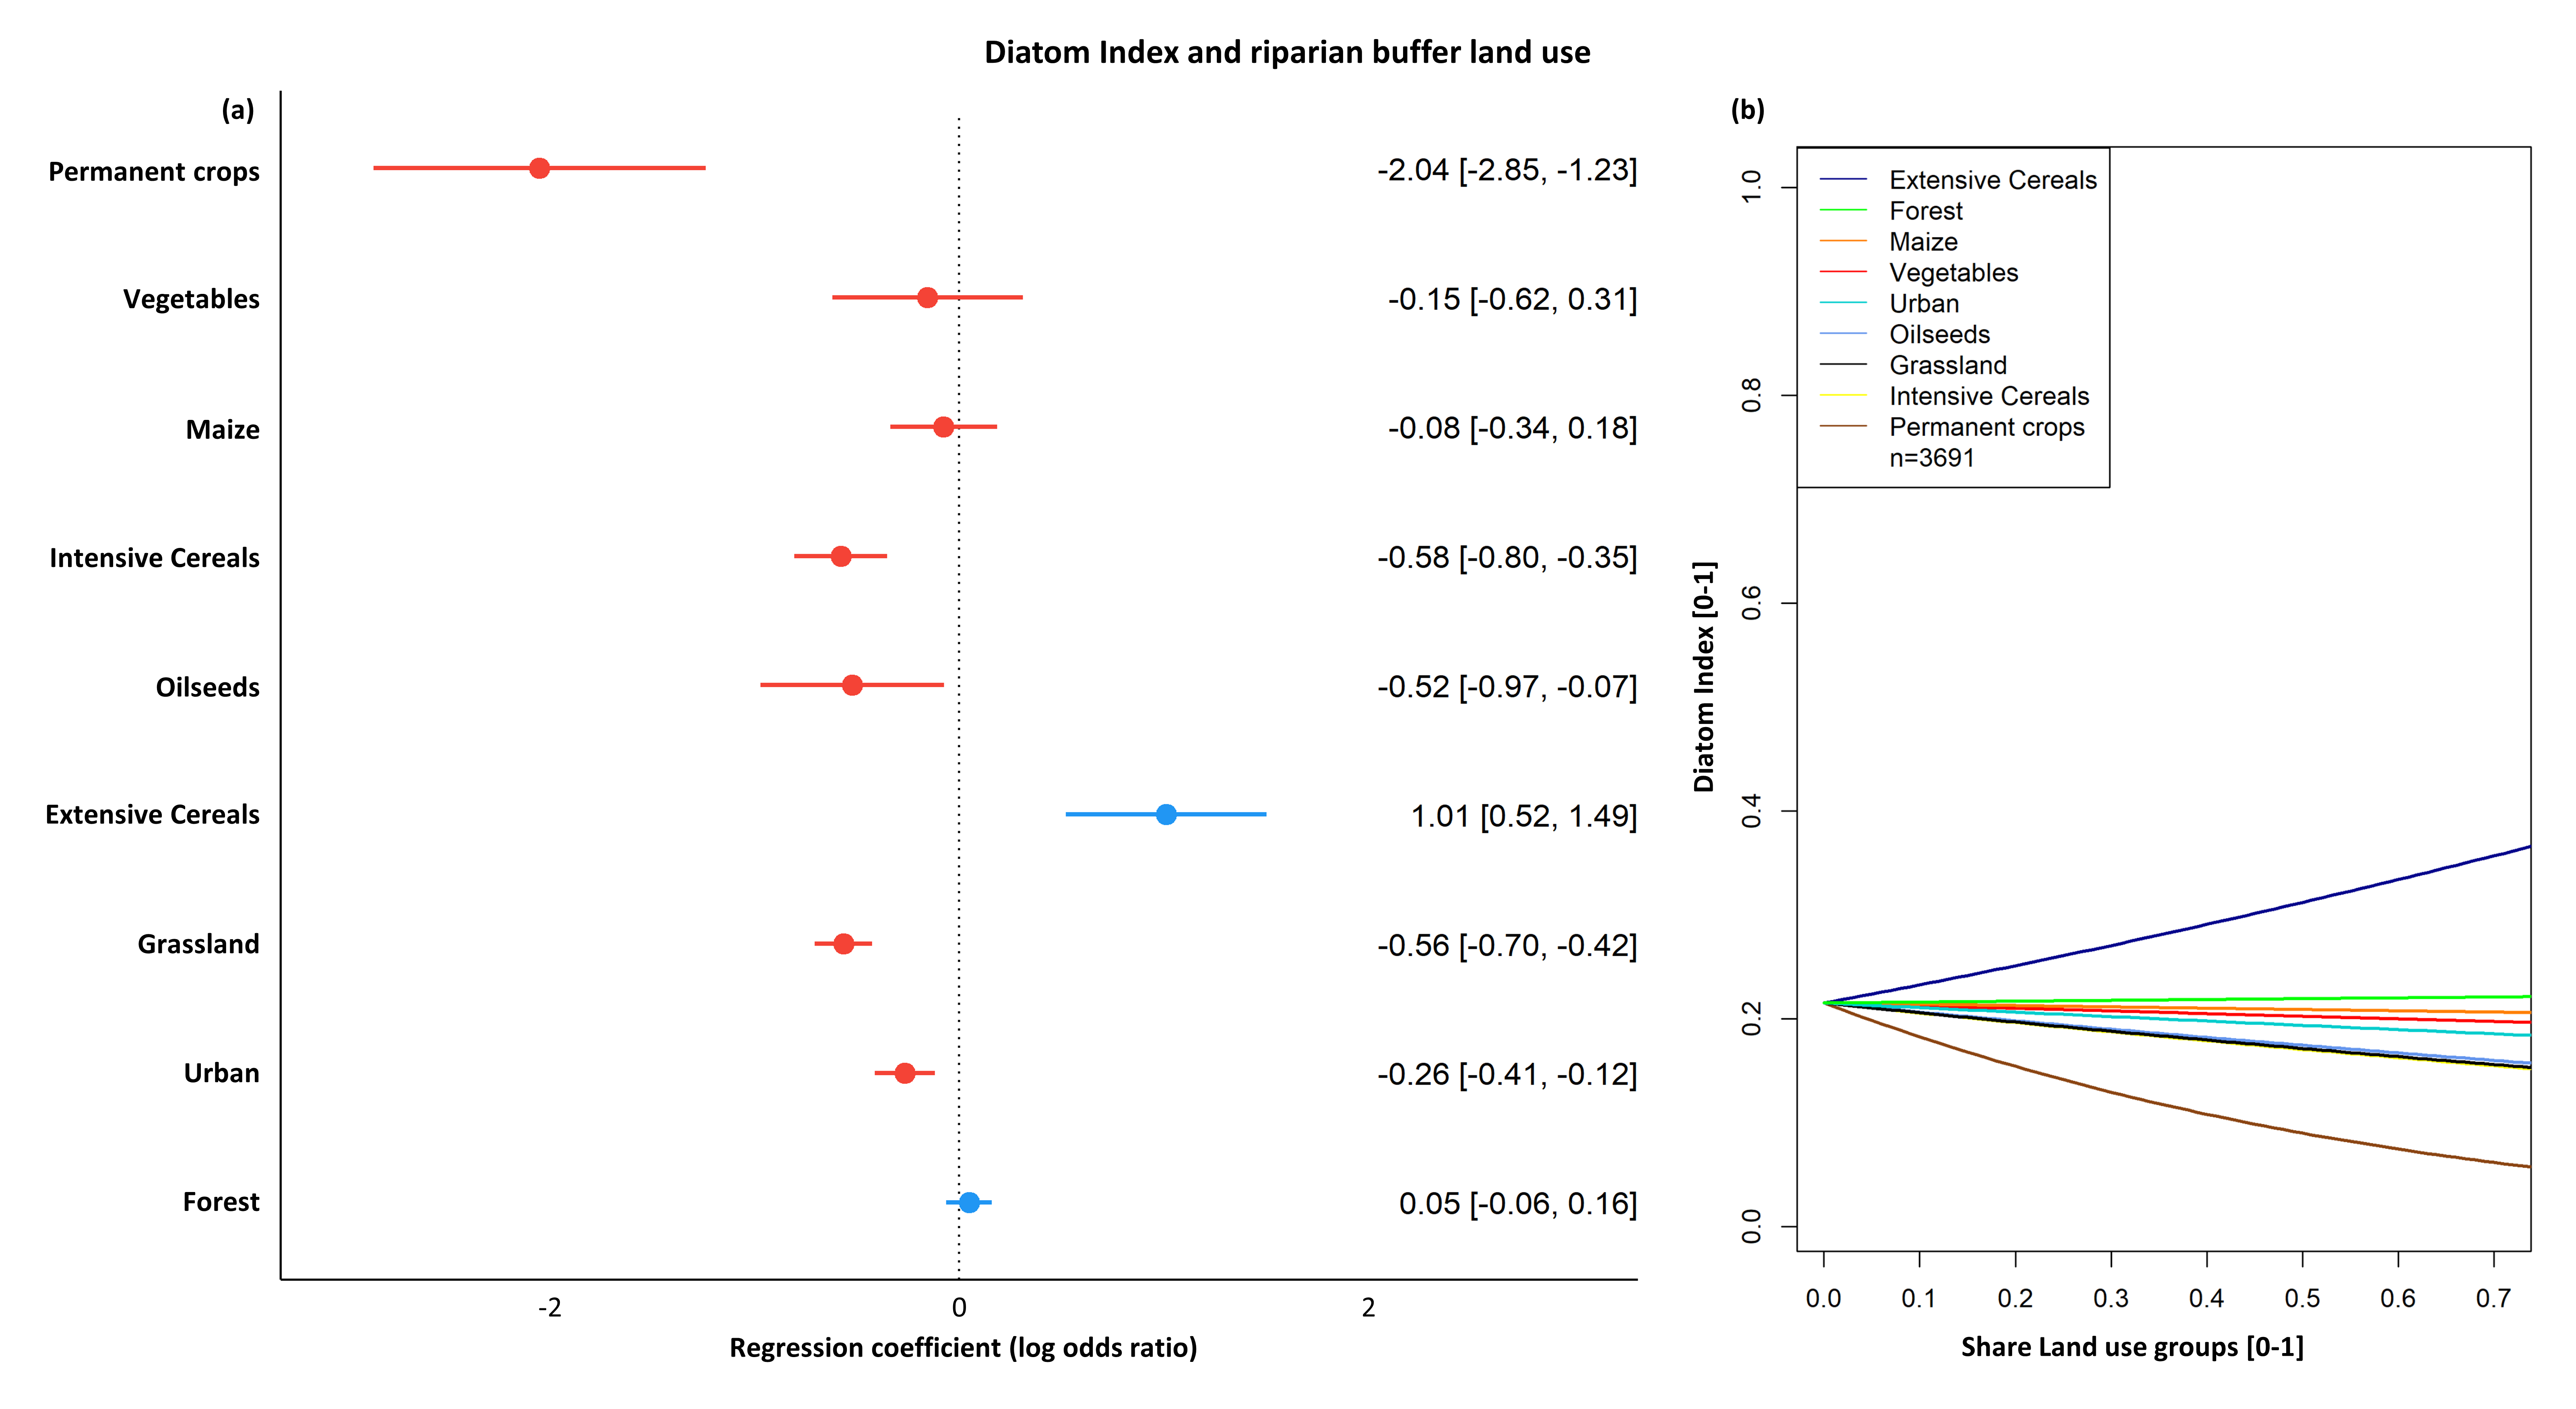 Diatom Index and riparian buffer land use
(a)
Permanent crops -2.04 [-2.85, -1.23]
Vegetables -0.15 [-0.62, 0.31]
Maize -0.08 [-0.34, 0.18]
Intensive Cereals -0.58 [-0.80, -0.35]
Oilseeds -0.52 [-0.97, -0.07]
Extensive Cereals 1.01 [0.52, 1.49]
Grassland -0.56 [-0.70, -0.42]
Urban -0.26 [-0.41, -0.12]
Forest 0.05 [-0.06, 0.16]
-2 0 2
Regression coefficient (log odds ratio)
(b)
Extensive Cereals
Forest
Maize
Vegetables
Urban
Oilseeds
Grassland
Intensive Cereals
Permanent crops
n=3691
Diatom Index [0-1]
1.0
0.8
0.6
0.4
0.2
0.0
0.0 0.1 0.2 0.3 0.4 0.5 0.6 0.7
Share Land use groups [0-1]